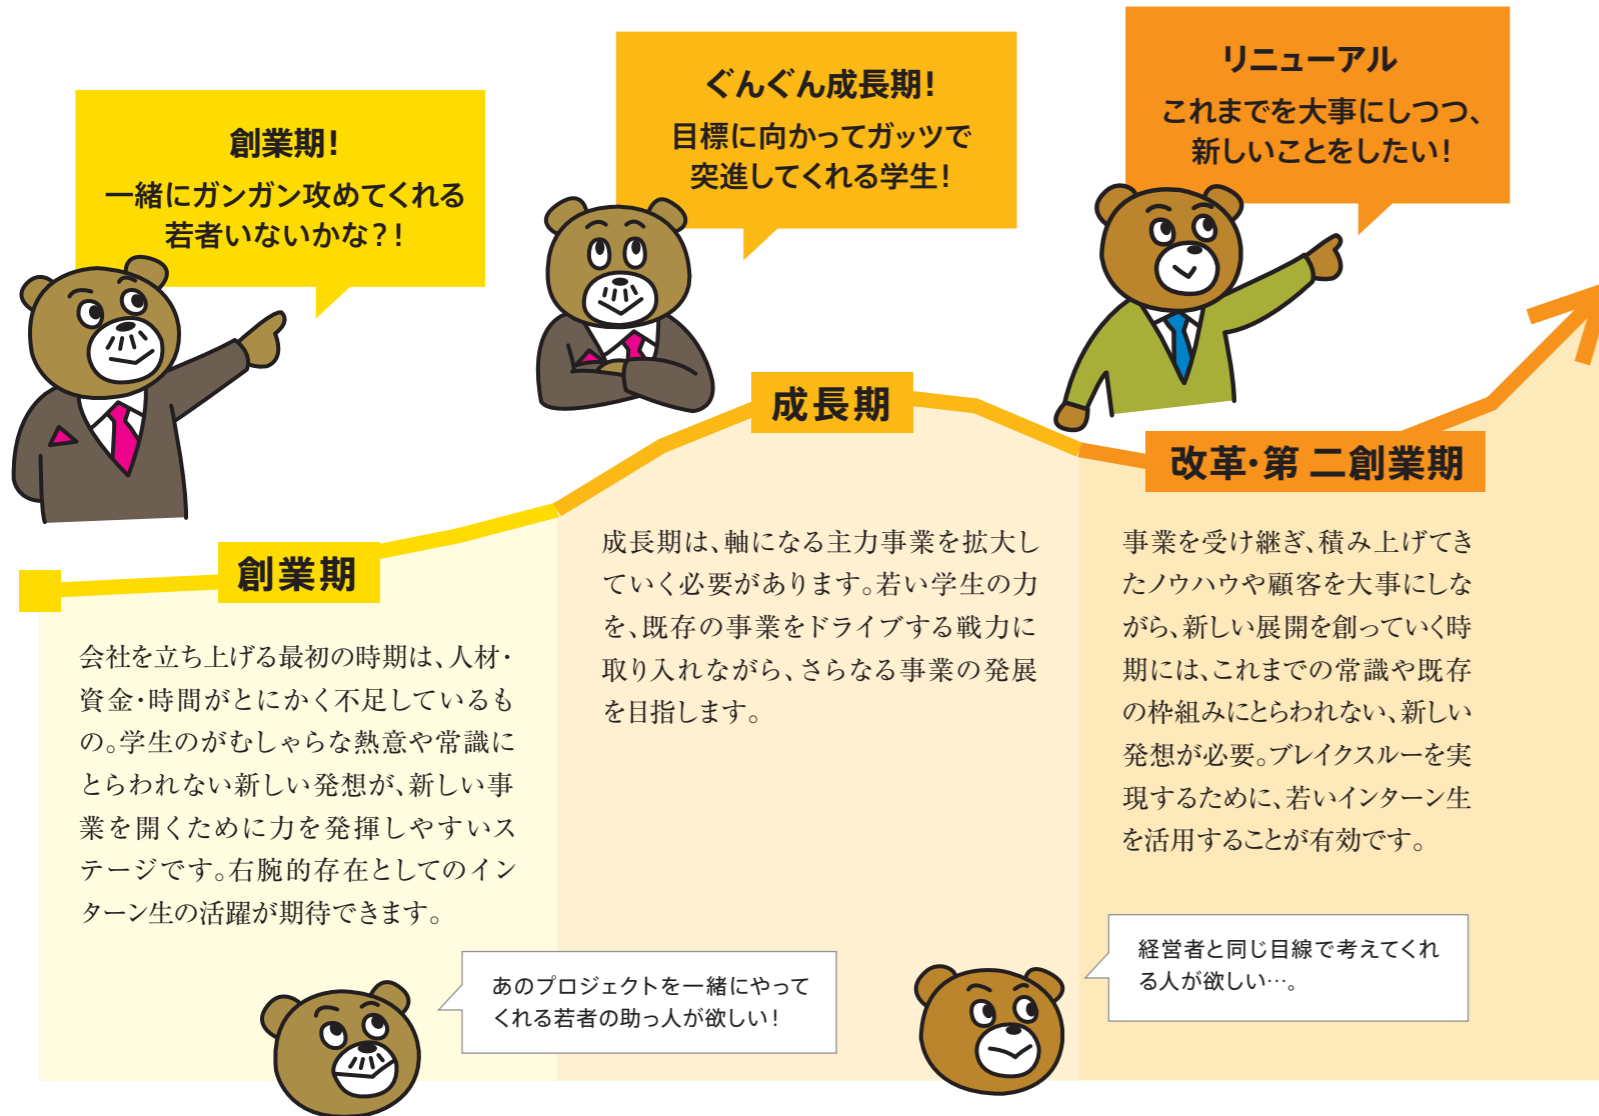 創業期!
一緒にガンガン攻めてくれる
若者いないかな?!
ぐんぐん成長期!
目標に向かってガッツで
突進してくれる学生!
リニューアル
これまでを大事にしつつ、
新しいことをしたい!
創業期
会社を立ち上げる最初の時期は、人材・
資金・時間がとにかく不足しているも
の。学生のがむしゃらな熱意や常識に
とらわれない新しい発想が、新しい事
業を開くために力を発揮しやすいス
テージです。右腕的存在としてのイン
ターン生の活躍が期待できます。
成長期
成長期は、軸になる主力事業を拡大し
ていく必要があります。若い学生の力
を、既存の事業をドライブする戦力に
取り入れながら、さらなる事業の発展
を目指します。
改革・第 二創業期
事業を受け継ぎ、積み上げてき
たノウハウや顧客を大事にしな
がら、新しい展開を創っていく時
期には、これまでの常識や既存
の枠組みにとらわれない、新しい
発想が必要。ブレイクスルーを実
現するために、若いインターン生
を活用することが有効です。
あのプロジェクトを一緒にやって
くれる若者の助っ人が欲しい!
経営者と同じ目線で考えてくれ
る人が欲しい…。